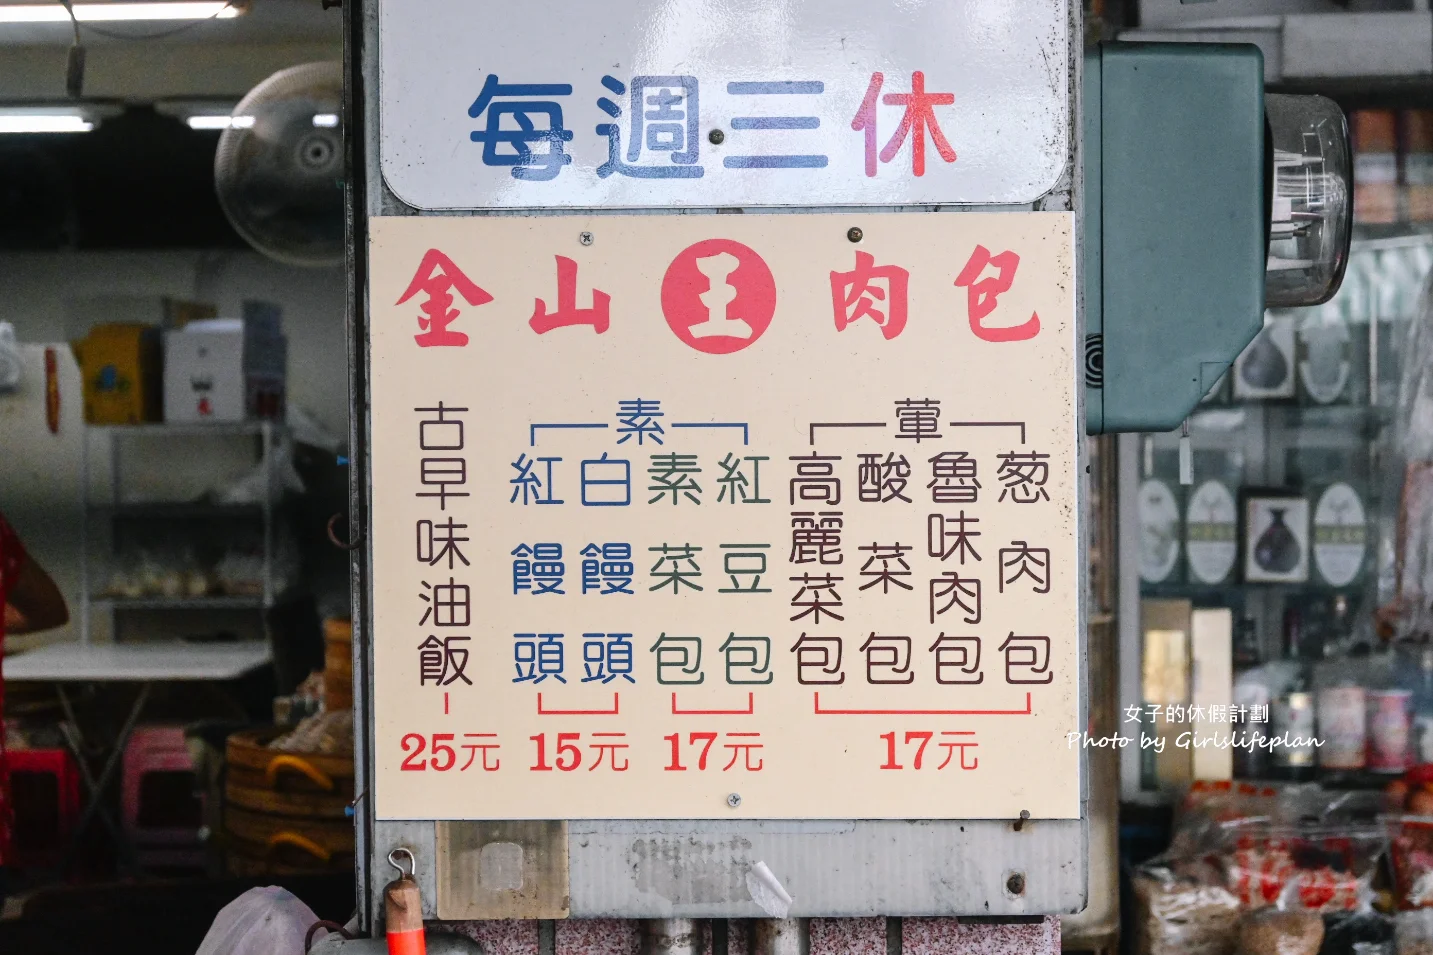 每週三休
金山王肉包
葷
葱肉包
魯味肉包
酸菜包
高麗菜包
17元
素
紅豆包
素菜包
17元
白饅頭
紅饅頭
15元
古早味油飯
25元
女子的休假計劃
Photo by Girlslifeplan